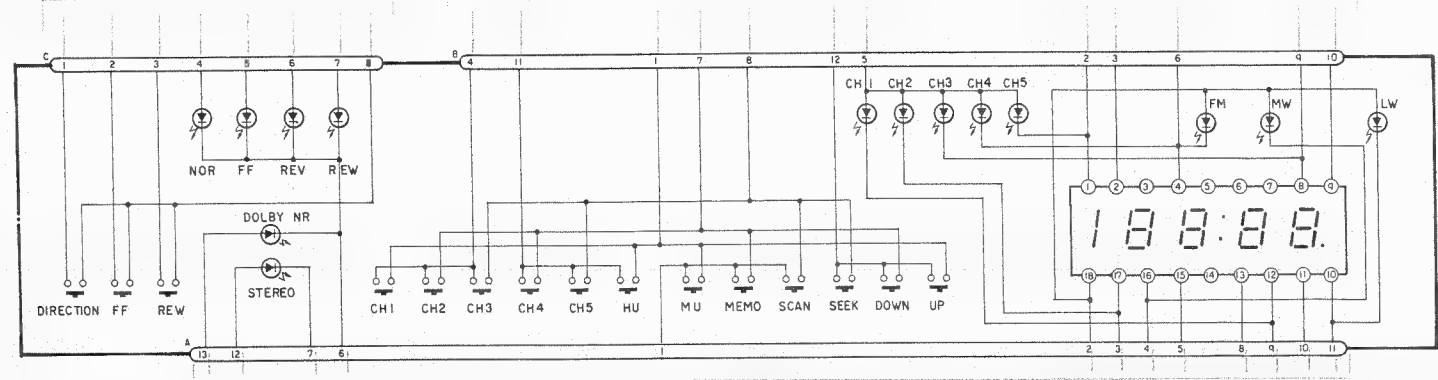 C B
1 2 3 4 5 6 7 8 4 11 1 7 8 12 5 2 3 6 9 10
CH1 CH2 CH3 CH4 CH5
FM MW LW
NOR FF REV REW
1 2 3 4 5 6 7 8 9
DOLBY NR
188:88.
STEREO
18 17 16 15 14 13 12 11 10
DIRECTION FF REW CH1 CH2 CH3 CH4 CH5 HU MU MEMO SCAN SEEK DOWN UP
A
13 12 7 6 1 2 3 4 5 8 9 10 11